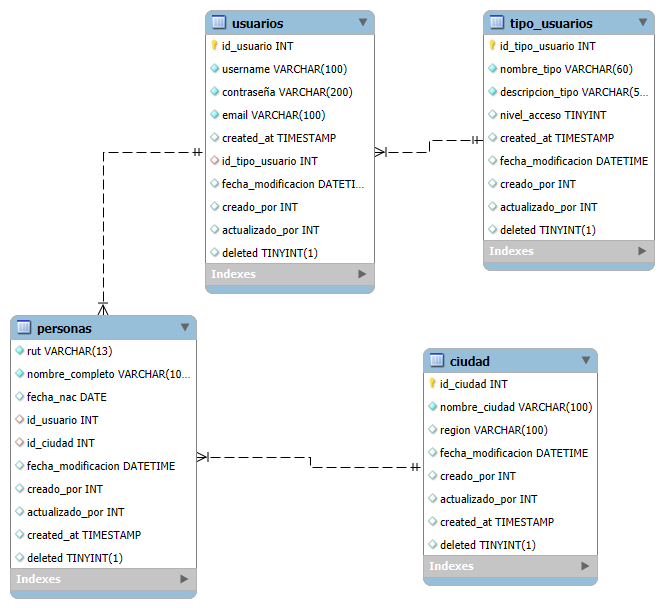 usuarios
id_usuario INT
username VARCHAR(100)
contraseña VARCHAR(200)
email VARCHAR(100)
created_at TIMESTAMP
id_tipo_usuario INT
fecha_modificacion DATETI...
creado_por INT
actualizado_por INT
deleted TINYINT(1)
Indexes
tipo_usuarios
id_tipo_usuario INT
nombre_tipo VARCHAR(60)
descripcion_tipo VARCHAR(5...
nivel_acceso TINYINT
created_at TIMESTAMP
fecha_modificacion DATETIME
creado_por INT
actualizado_por INT
deleted TINYINT(1)
Indexes
personas
rut VARCHAR(13)
nombre_completo VARCHAR(10...
fecha_nac DATE
id_usuario INT
id_ciudad INT
fecha_modificacion DATETIME
creado_por INT
actualizado_por INT
created_at TIMESTAMP
deleted TINYINT(1)
Indexes
ciudad
id_ciudad INT
nombre_ciudad VARCHAR(100)
region VARCHAR(100)
fecha_modificacion DATETIME
creado_por INT
actualizado_por INT
created_at TIMESTAMP
deleted TINYINT(1)
Indexes